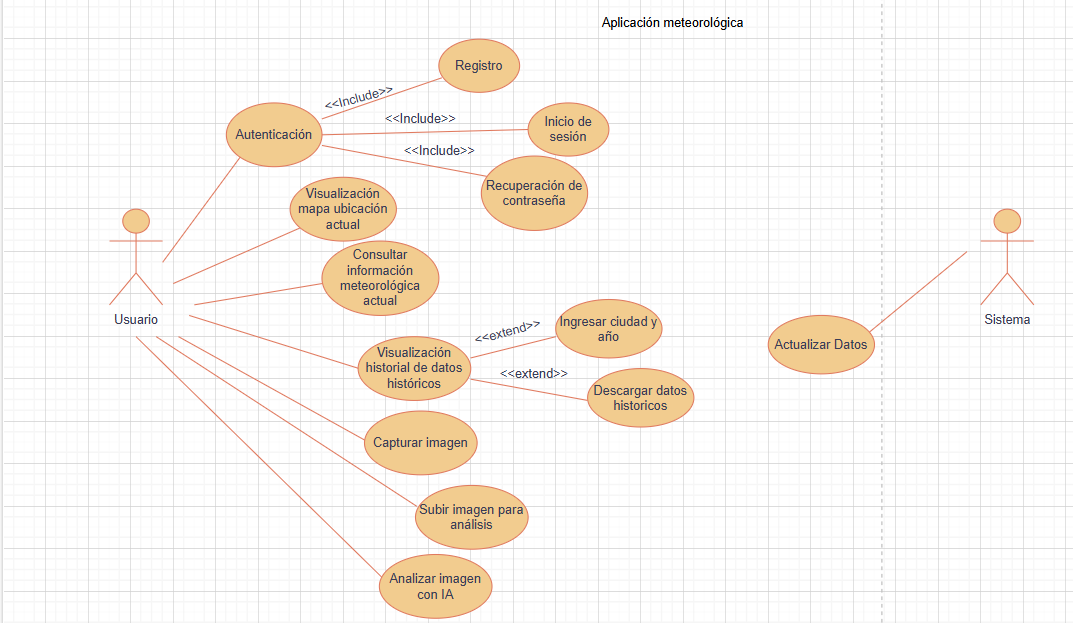 Aplicación meteorológica
Registro
<<Include>>
Autenticación
<<Include>>
Inicio de
sesión
<<Include>>
Recuperación de
contraseña
Visualización
mapa ubicación
actual
Consultar
información
meteorológica
actual
Usuario
Sistema
Visualización
historial de datos
históricos
<<extend>>
Ingresar ciudad y
año
<<extend>>
Descargar datos
historicos
Actualizar Datos
Capturar imagen
Subir imagen para
análisis
Analizar imagen
con IA